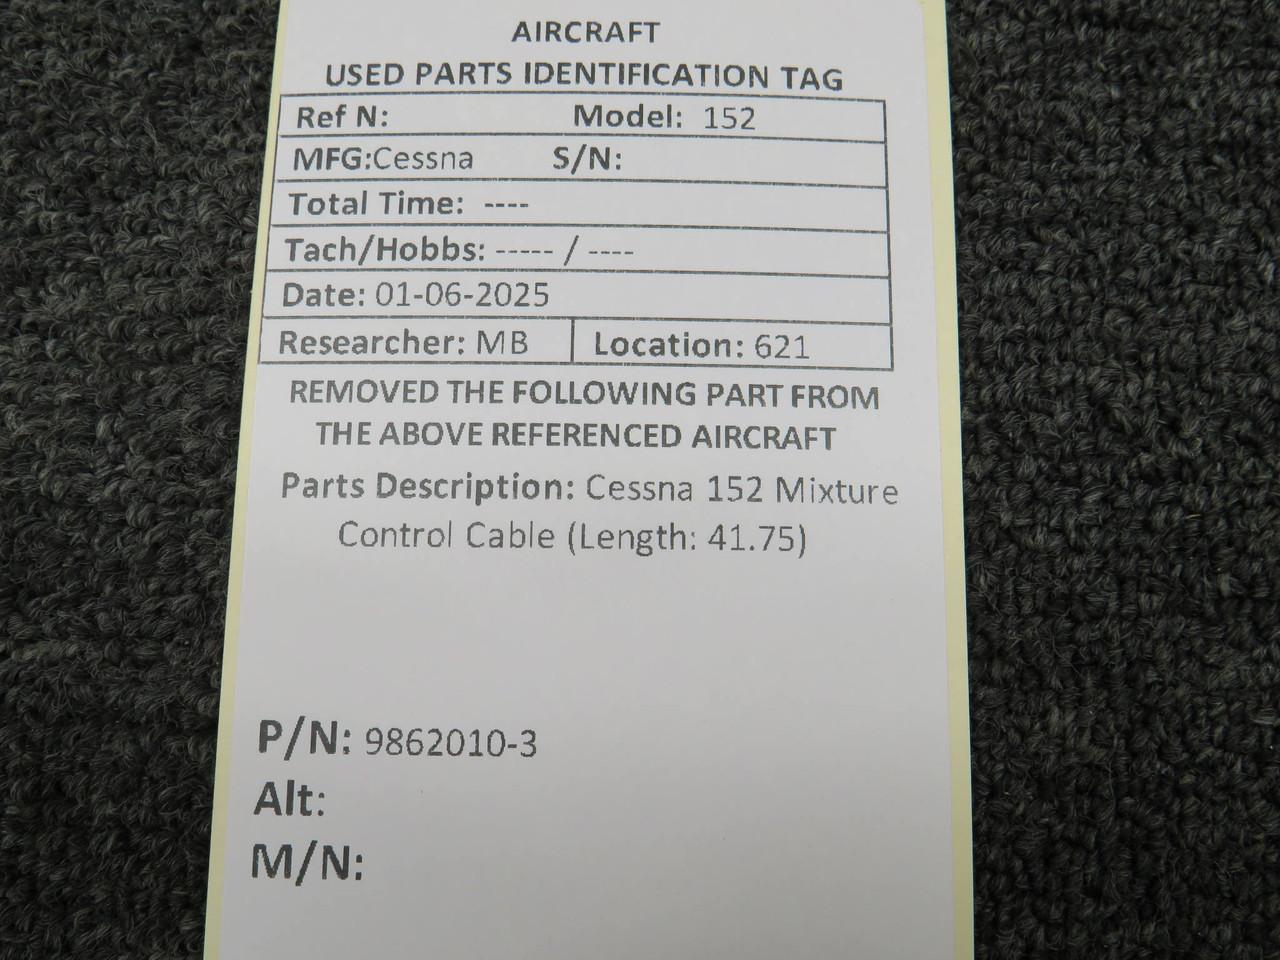 AIRCRAFT
USED PARTS IDENTIFICATION TAG
Ref N: Model: 152
MFG:Cessna S/N:
Total Time: ----
Tach/Hobbs: ----- / ----
Date: 01-06-2025
Researcher: MB Location: 621
REMOVED THE FOLLOWING PART FROM
THE ABOVE REFERENCED AIRCRAFT
Parts Description: Cessna 152 Mixture
Control Cable (Length: 41.75)
P/N: 9862010-3
Alt:
M/N: